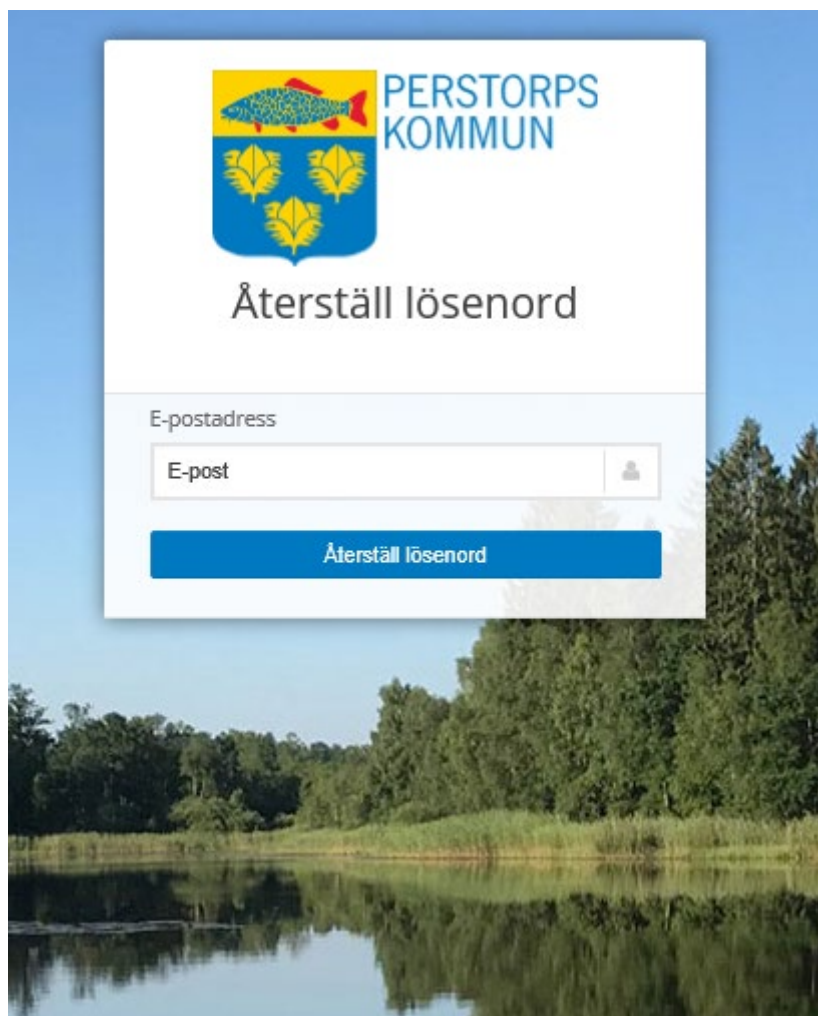 PERSTORPS
KOMMUN
Återställ lösenord
E-postadress
E-post
Återställ lösenord